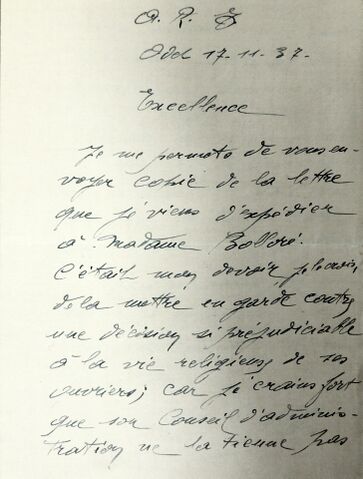 Odd 17-11-37.
Excellence
Je me permets de vous en-
voyer copie de la lettre
que je viens d'expédier
à Madame Bolloré.
C'était mon devoir je crois,
de la mettre en garde contre
une décision si préjudiciable
à la vie religieuse de ses
ouvriers; car je crains fort
que son Conseil d'adminis-
tration ne la tienne pas